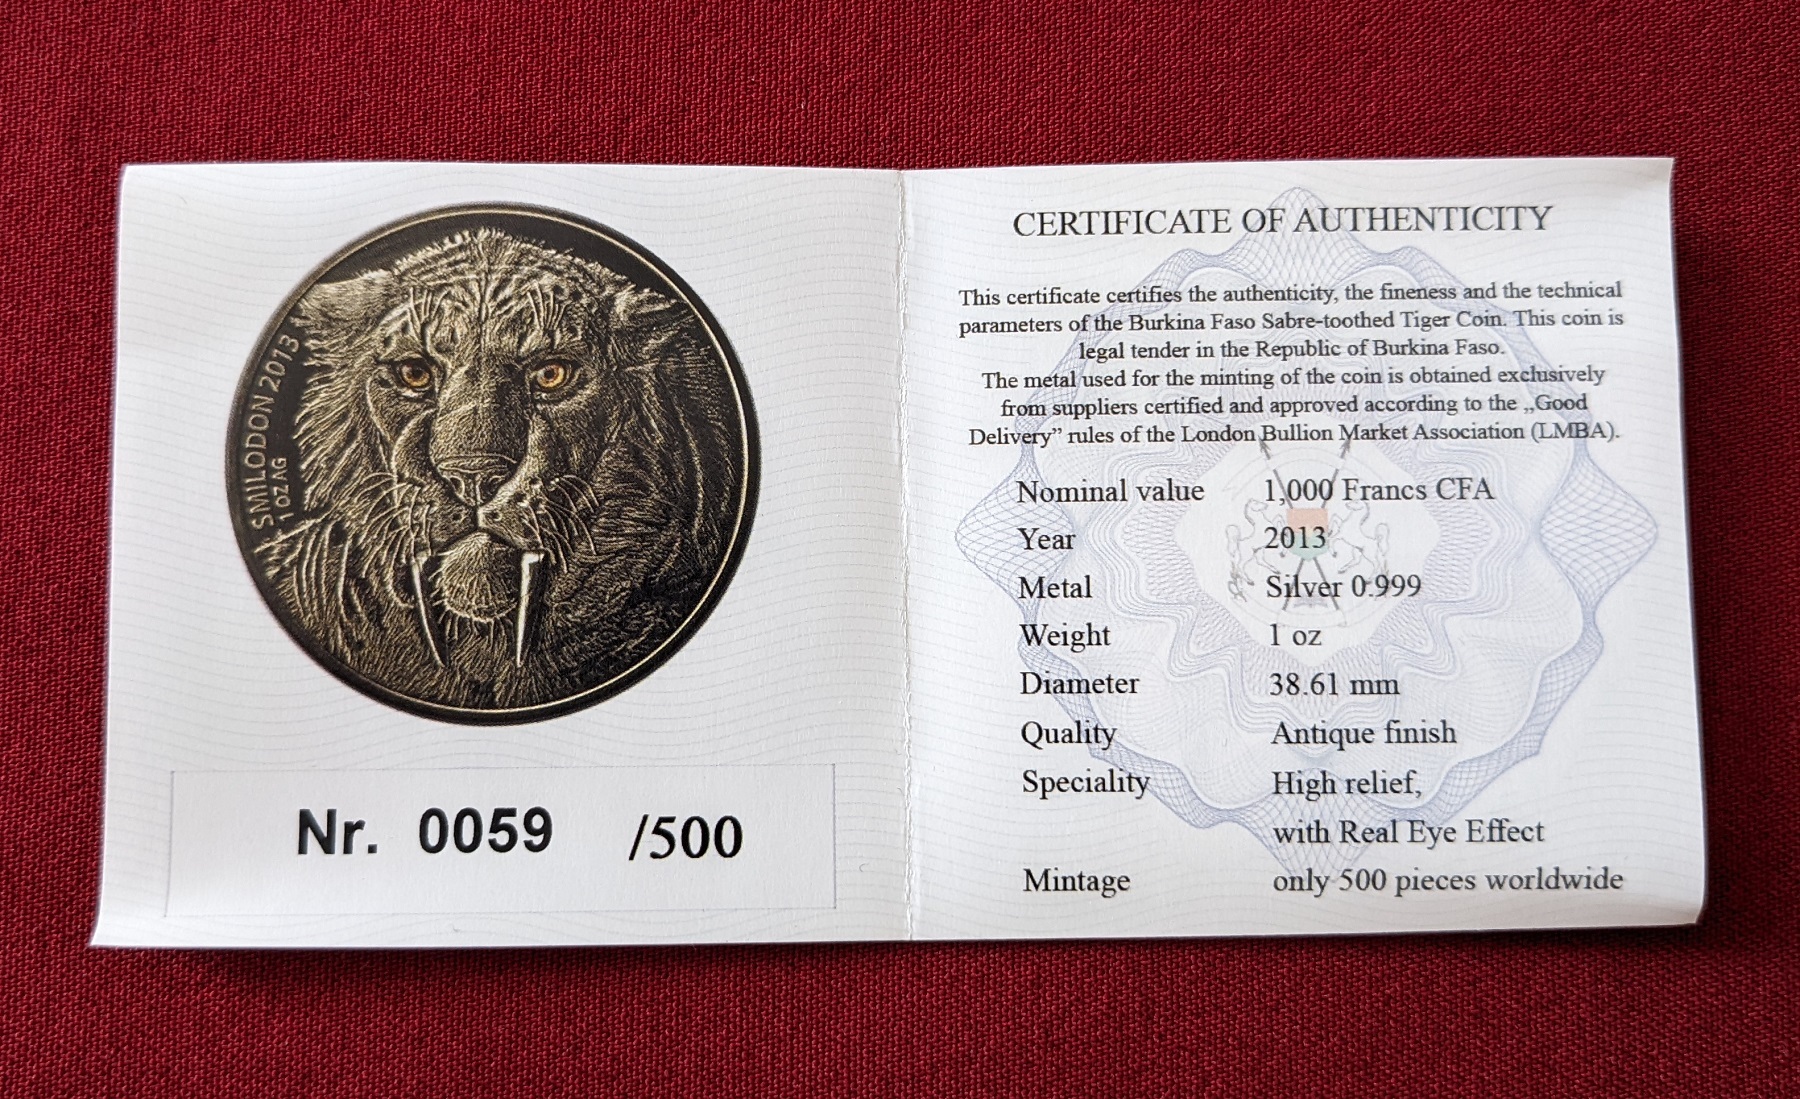 SMILODON 2013
1 OZ AG
Nr. 0059 /500
CERTIFICATE OF AUTHENTICITY
This certificate certifies the authenticity, the fineness and the technical
parameters of the Burkina Faso Sabre-toothed Tiger Coin. This coin is
legal tender in the Republic of Burkina Faso.
The metal used for the minting of the coin is obtained exclusively
from suppliers certified and approved according to the „Good
Delivery” rules of the London Bullion Market Association (LMBA).
Nominal value 1,000 Francs CFA
Year 2013
Metal Silver 0.999
Weight 1 oz
Diameter 38.61 mm
Quality Antique finish
Speciality High relief,
with Real Eye Effect
Mintage only 500 pieces worldwide